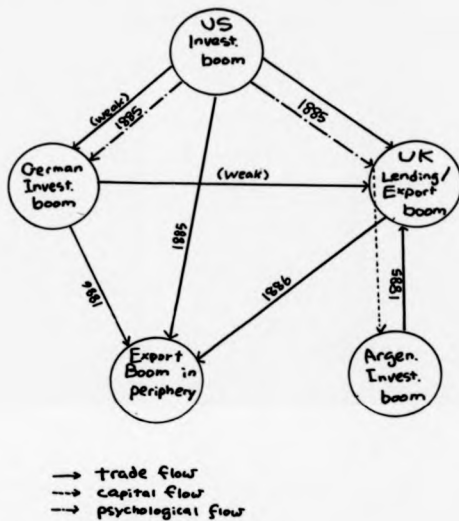 US
Invest.
boom
(weak)
1885
1885
German
Invest.
boom
(weak)
UK
Lending/
Export
boom
1885
1886
1886
1885
Export
Boom in
periphery
Argen.
Invest.
boom
trade flow
capital flow
psychological flow